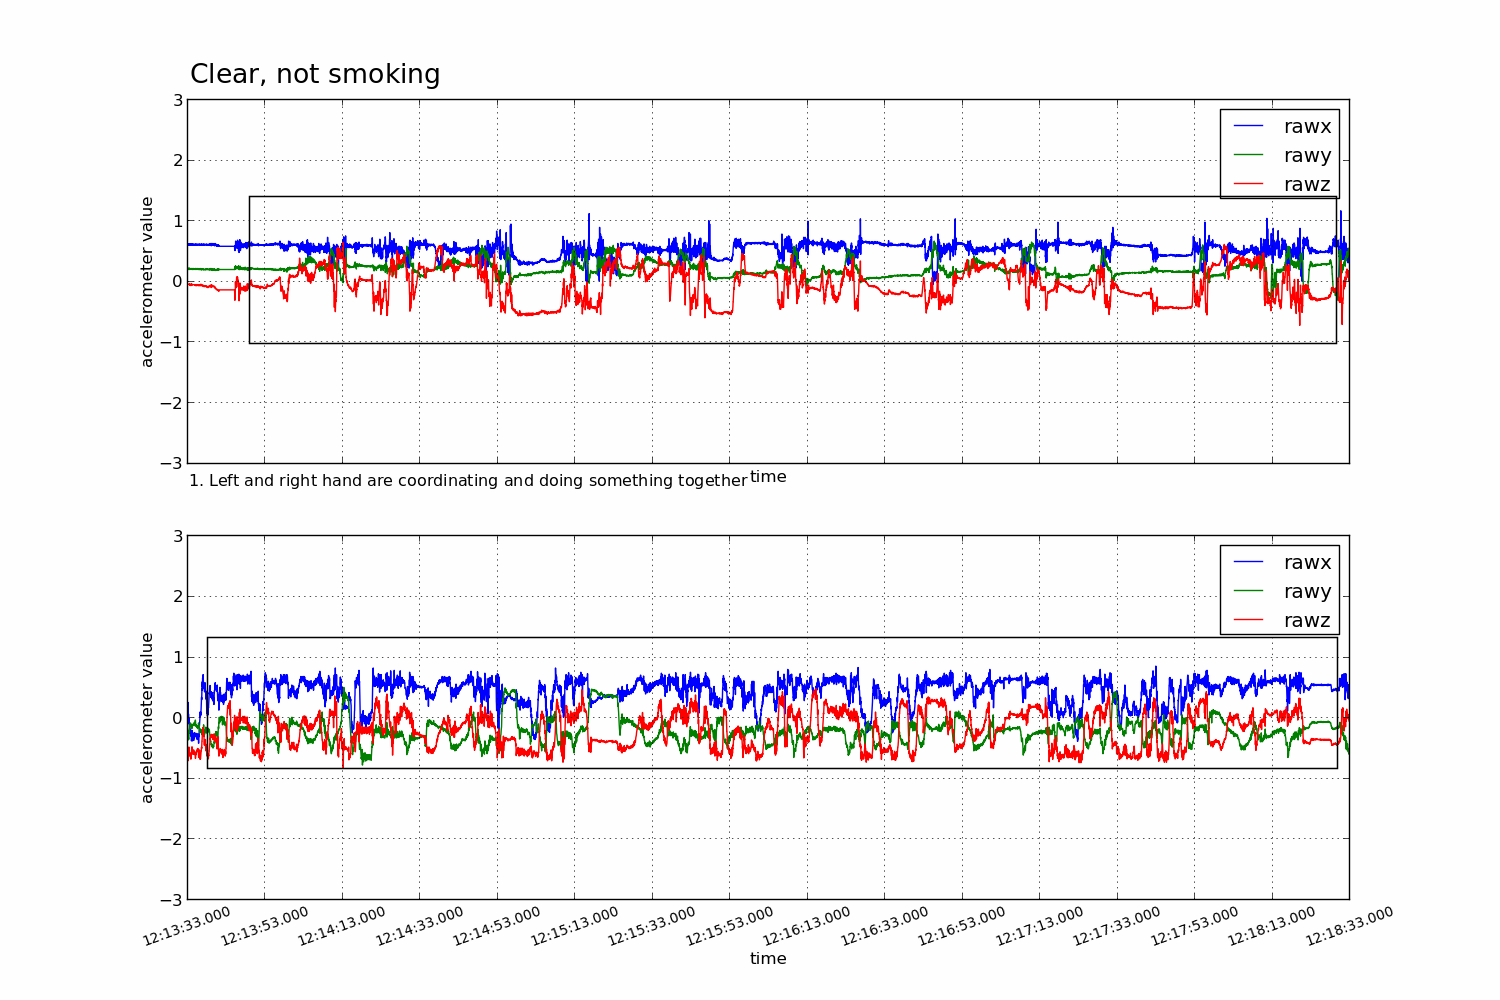 Clear, not smoking
3
2
1
0
−1
−2
−3
accelerometer value
rawx
rawy
rawz
time
1. Left and right hand are coordinating and doing something together
3
2
1
0
−1
−2
−3
accelerometer value
rawx
rawy
rawz
12:13:33.000
12:13:53.000
12:14:13.000
12:14:33.000
12:14:53.000
12:15:13.000
12:15:33.000
12:15:53.000
12:16:13.000
12:16:33.000
12:16:53.000
12:17:13.000
12:17:33.000
12:17:53.000
12:18:13.000
12:18:33.000
time